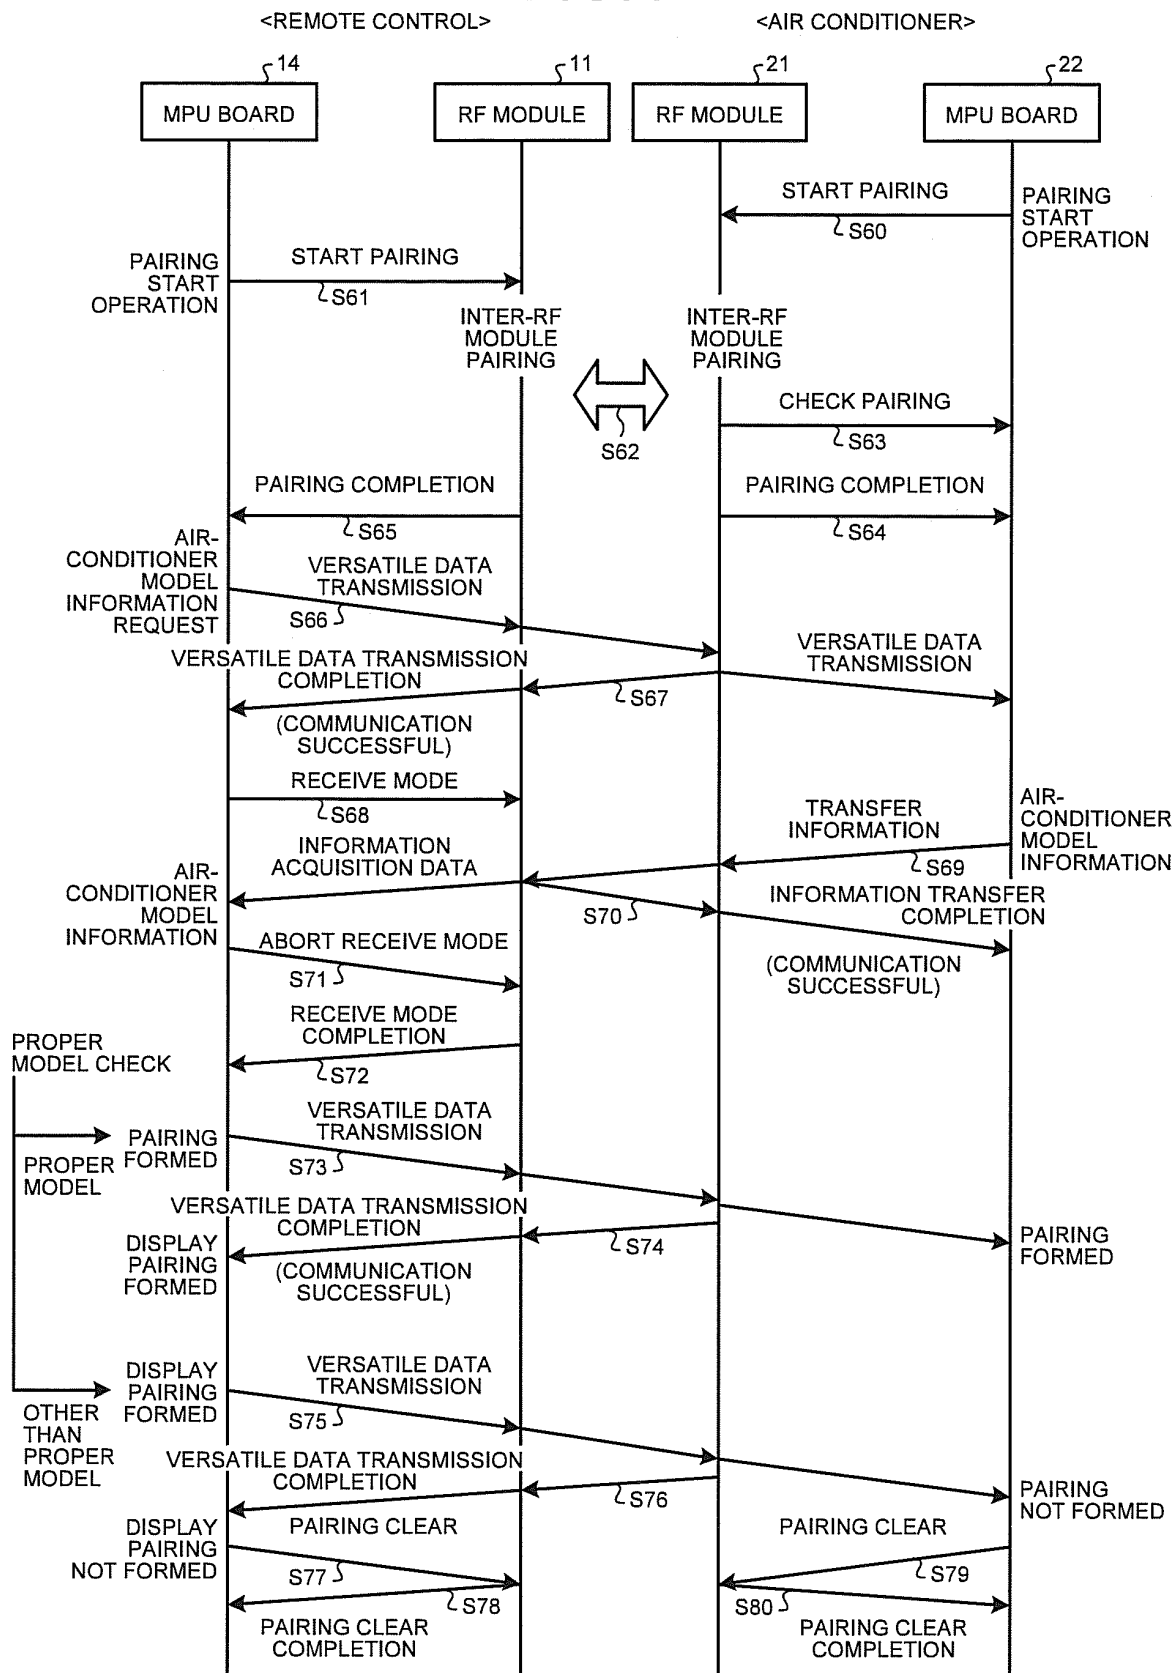 <REMOTE CONTROL>
<AIR CONDITIONER>
14
11
21
22
MPU BOARD
RF MODULE
RF MODULE
MPU BOARD
START PAIRING
S60
PAIRING
START
OPERATION
PAIRING
START
OPERATION
START PAIRING
S61
INTER-RF
MODULE
PAIRING
INTER-RF
MODULE
PAIRING
S62
CHECK PAIRING
S63
PAIRING COMPLETION
S65
PAIRING COMPLETION
S64
AIR-
CONDITIONER
MODEL
INFORMATION
REQUEST
VERSATILE DATA
TRANSMISSION
S66
VERSATILE DATA TRANSMISSION
COMPLETION
S67
(COMMUNICATION
SUCCESSFUL)
VERSATILE DATA
TRANSMISSION
RECEIVE MODE
S68
TRANSFER
INFORMATION
S69
AIR-
CONDITIONER
MODEL
INFORMATION
INFORMATION
ACQUISITION DATA
AIR-
CONDITIONER
MODEL
INFORMATION
S70
INFORMATION TRANSFER
COMPLETION
(COMMUNICATION
SUCCESSFUL)
ABORT RECEIVE MODE
S71
RECEIVE MODE
COMPLETION
S72
PROPER
MODEL CHECK
PROPER
MODEL
PAIRING
FORMED
VERSATILE DATA
TRANSMISSION
S73
VERSATILE DATA TRANSMISSION
COMPLETION
S74
DISPLAY
PAIRING
FORMED
(COMMUNICATION
SUCCESSFUL)
PAIRING
FORMED
OTHER
THAN
PROPER
MODEL
DISPLAY
PAIRING
FORMED
VERSATILE DATA
TRANSMISSION
S75
VERSATILE DATA TRANSMISSION
COMPLETION
S76
PAIRING
NOT FORMED
DISPLAY
PAIRING
NOT FORMED
PAIRING CLEAR
S77
S78
PAIRING CLEAR
COMPLETION
PAIRING CLEAR
S79
S80
PAIRING CLEAR
COMPLETION